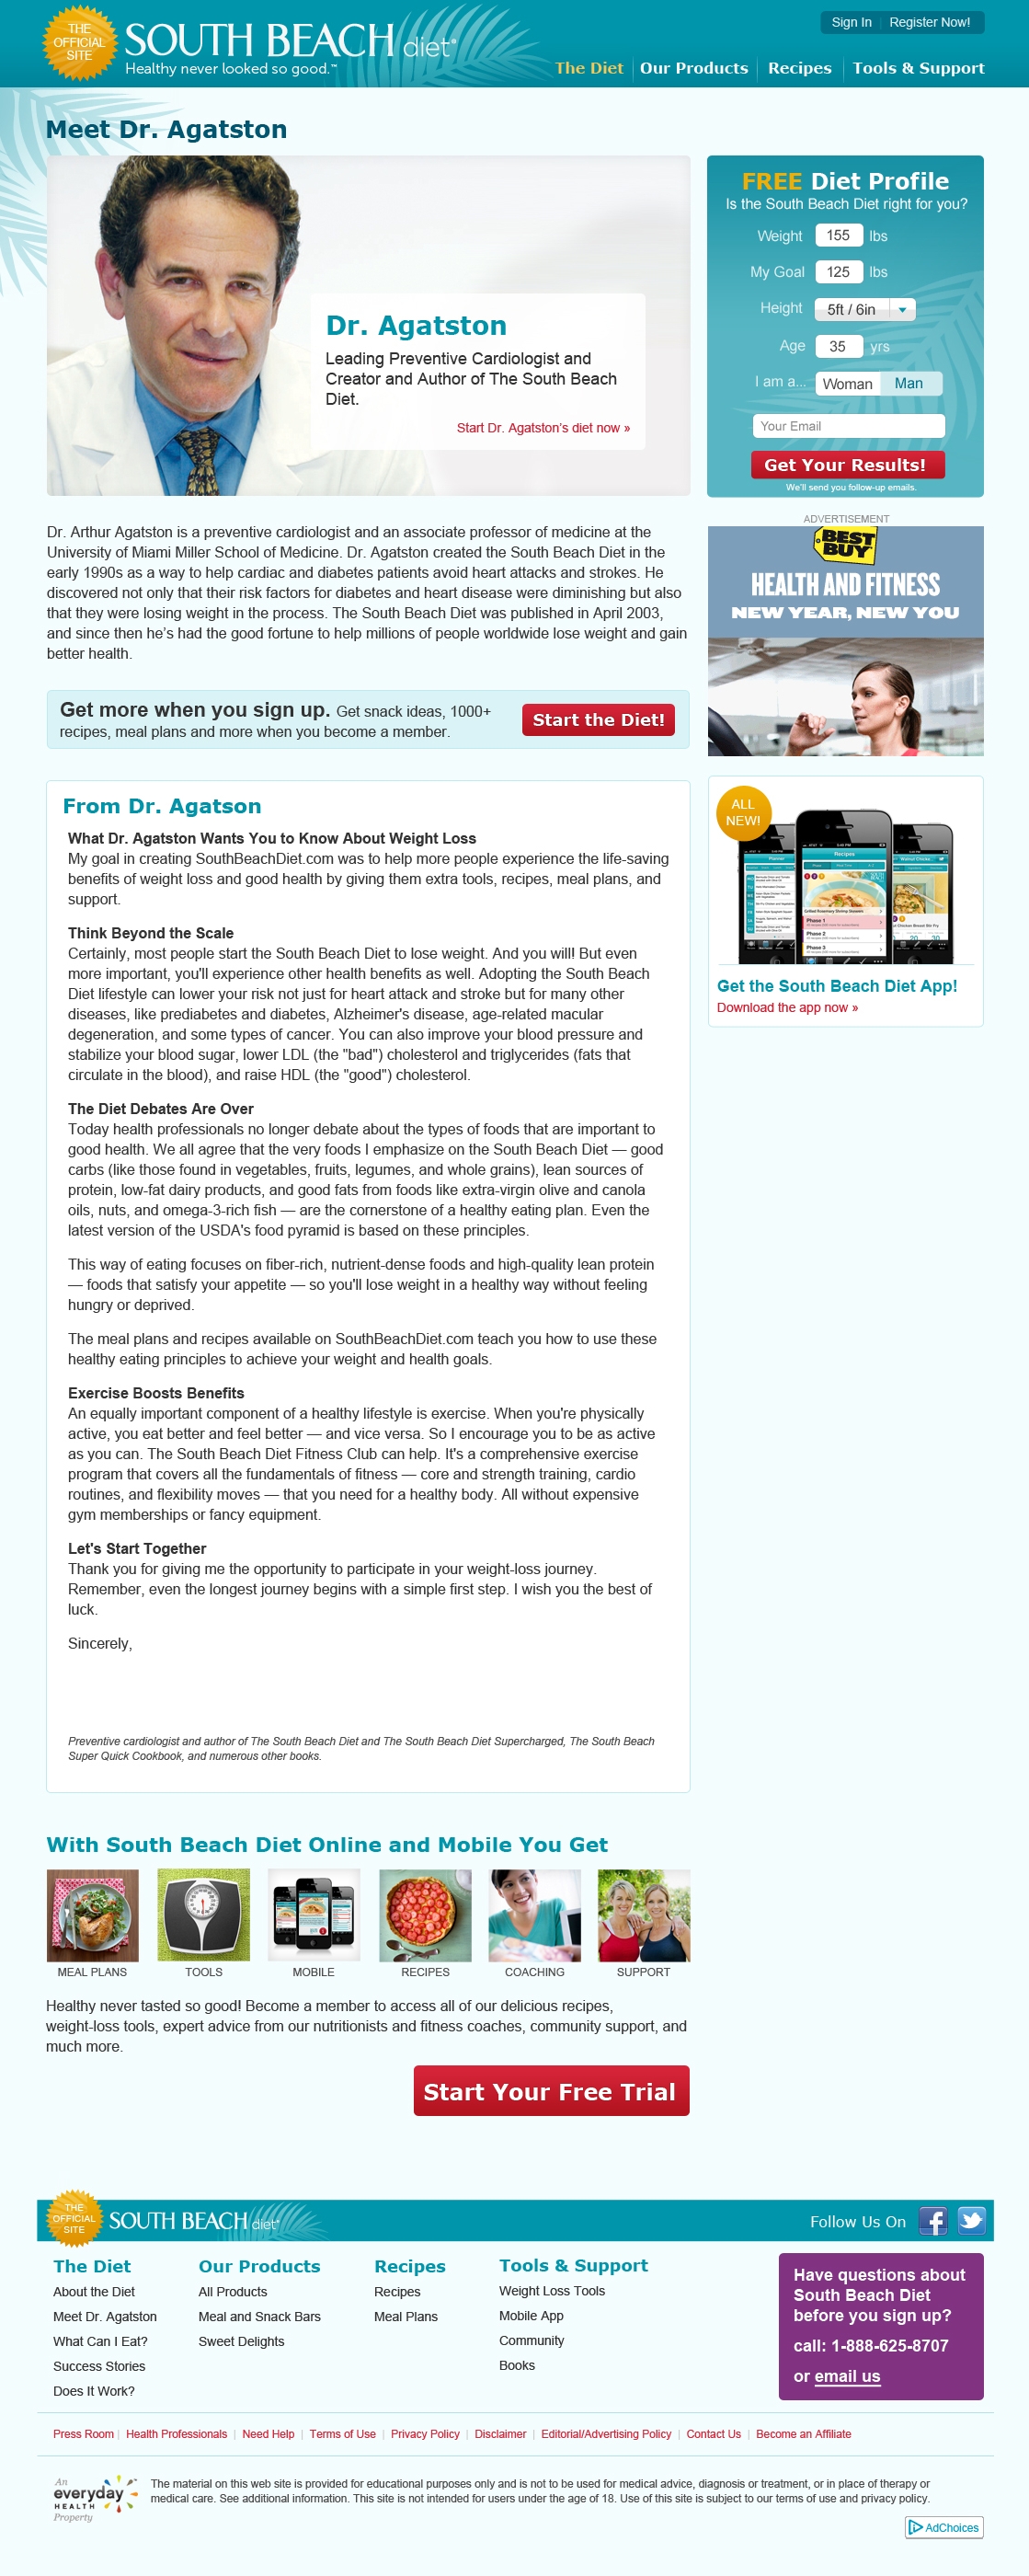 THE
OFFICIAL
SITE
SOUTH BEACH diet®
Healthy never looked so good.™
Sign In | Register Now!
The Diet | Our Products | Recipes | Tools & Support
Meet Dr. Agatston
Dr. Agatston
Leading Preventive Cardiologist and
Creator and Author of The South Beach
Diet.
Start Dr. Agatston's diet now »
FREE Diet Profile
Is the South Beach Diet right for you?
Weight 155 lbs
My Goal 125 lbs
Height 5ft / 6in
Age 35 yrs
I am a... Woman Man
Your Email
Get Your Results!
We'll send you follow-up emails.
Dr. Arthur Agatston is a preventive cardiologist and an associate professor of medicine at the
University of Miami Miller School of Medicine. Dr. Agatston created the South Beach Diet in the
early 1990s as a way to help cardiac and diabetes patients avoid heart attacks and strokes. He
discovered not only that their risk factors for diabetes and heart disease were diminishing but also
that they were losing weight in the process. The South Beach Diet was published in April 2003,
and since then he's had the good fortune to help millions of people worldwide lose weight and gain
better health.
ADVERTISEMENT
BEST
BUY
HEALTH AND FITNESS
NEW YEAR, NEW YOU
Get more when you sign up. Get snack ideas, 1000+
recipes, meal plans and more when you become a member.
Start the Diet!
ALL
NEW!
Recipes
Phase 1
Phase 2
Phase 3
Get the South Beach Diet App!
Download the app now »
From Dr. Agatson
What Dr. Agatston Wants You to Know About Weight Loss
My goal in creating SouthBeachDiet.com was to help more people experience the life-saving
benefits of weight loss and good health by giving them extra tools, recipes, meal plans, and
support.
Think Beyond the Scale
Certainly, most people start the South Beach Diet to lose weight. And you will! But even
more important, you'll experience other health benefits as well. Adopting the South Beach
Diet lifestyle can lower your risk not just for heart attack and stroke but for many other
diseases, like prediabetes and diabetes, Alzheimer's disease, age-related macular
degeneration, and some types of cancer. You can also improve your blood pressure and
stabilize your blood sugar, lower LDL (the "bad") cholesterol and triglycerides (fats that
circulate in the blood), and raise HDL (the "good") cholesterol.
The Diet Debates Are Over
Today health professionals no longer debate about the types of foods that are important to
good health. We all agree that the very foods I emphasize on the South Beach Diet — good
carbs (like those found in vegetables, fruits, legumes, and whole grains), lean sources of
protein, low-fat dairy products, and good fats from foods like extra-virgin olive and canola
oils, nuts, and omega-3-rich fish — are the cornerstone of a healthy eating plan. Even the
latest version of the USDA's food pyramid is based on these principles.
This way of eating focuses on fiber-rich, nutrient-dense foods and high-quality lean protein
— foods that satisfy your appetite — so you'll lose weight in a healthy way without feeling
hungry or deprived.
The meal plans and recipes available on SouthBeachDiet.com teach you how to use these
healthy eating principles to achieve your weight and health goals.
Exercise Boosts Benefits
An equally important component of a healthy lifestyle is exercise. When you're physically
active, you eat better and feel better — and vice versa. So I encourage you to be as active
as you can. The South Beach Diet Fitness Club can help. It's a comprehensive exercise
program that covers all the fundamentals of fitness — core and strength training, cardio
routines, and flexibility moves — that you need for a healthy body. All without expensive
gym memberships or fancy equipment.
Let's Start Together
Thank you for giving me the opportunity to participate in your weight-loss journey.
Remember, even the longest journey begins with a simple first step. I wish you the best of
luck.
Sincerely,
Preventive cardiologist and author of The South Beach Diet and The South Beach Diet Supercharged, The South Beach
Super Quick Cookbook, and numerous other books.
With South Beach Diet Online and Mobile You Get
MEAL PLANS TOOLS MOBILE RECIPES COACHING SUPPORT
Healthy never tasted so good! Become a member to access all of our delicious recipes,
weight-loss tools, expert advice from our nutritionists and fitness coaches, community support, and
much more.
Start Your Free Trial
THE
OFFICIAL
SITE
SOUTH BEACH diet®
Follow Us On
The Diet
About the Diet
Meet Dr. Agatston
What Can I Eat?
Success Stories
Does It Work?
Our Products
All Products
Meal and Snack Bars
Sweet Delights
Recipes
Recipes
Meal Plans
Tools & Support
Weight Loss Tools
Mobile App
Community
Books
Have questions about
South Beach Diet
before you sign up?
call: 1-888-625-8707
or email us
Press Room | Health Professionals | Need Help | Terms of Use | Privacy Policy | Disclaimer | Editorial/Advertising Policy | Contact Us | Become an Affiliate
An
everyday
HEALTH
Property
The material on this web site is provided for educational purposes only and is not to be used for medical advice, diagnosis or treatment, or in place of therapy or
medical care. See additional information. This site is not intended for users under the age of 18. Use of this site is subject to our terms of use and privacy policy.
AdChoices